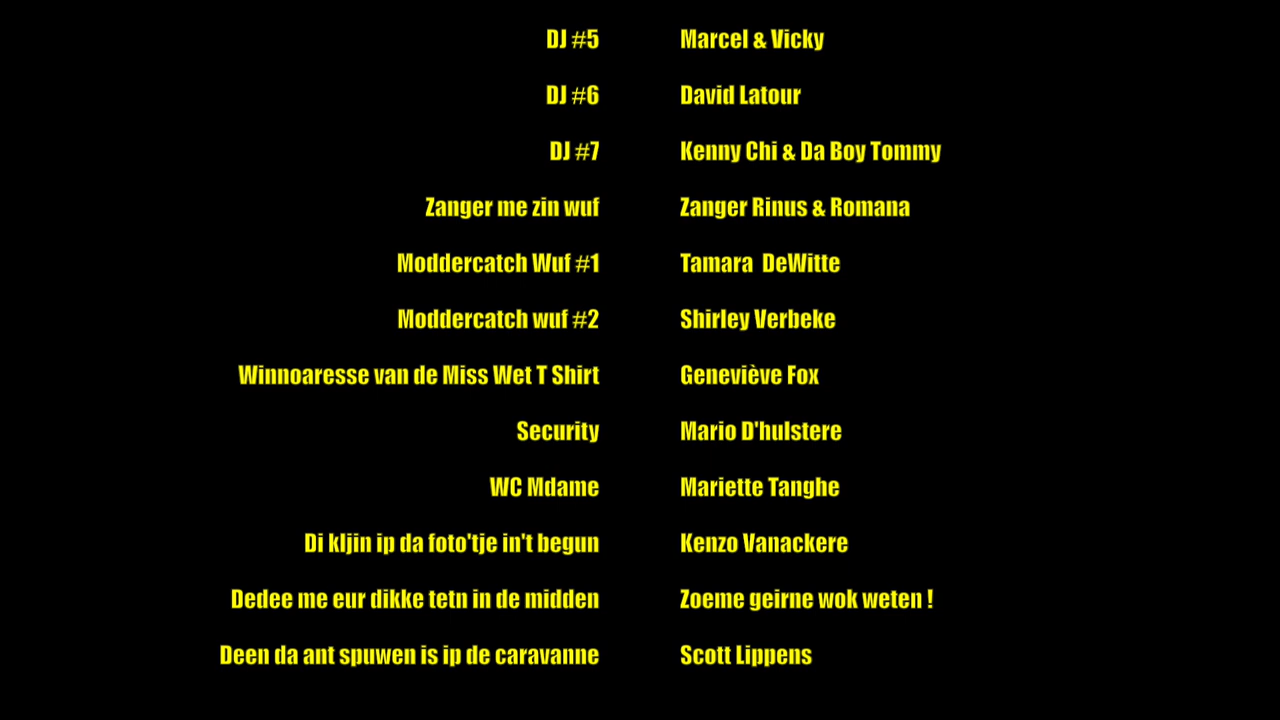 DJ #5 Marcel & Vicky
DJ #6 David Latour
DJ #7 Kenny Chi & Da Boy Tommy
Zanger me zin wuf Zanger Rinus & Romana
Moddercatch Wuf #1 Tamara DeWitte
Moddercatch wuf #2 Shirley Verbeke
Winnoaresse van de Miss Wet T Shirt Geneviève Fox
Security Mario D'hulstere
WC Mdame Mariette Tanghe
Di kljin ip da foto'tje in't begun Kenzo Vanackere
Dedee me eur dikke tetn in de midden Zoeme geirne wok weten !
Deen da ant spuwen is ip de caravanne Scott Lippens